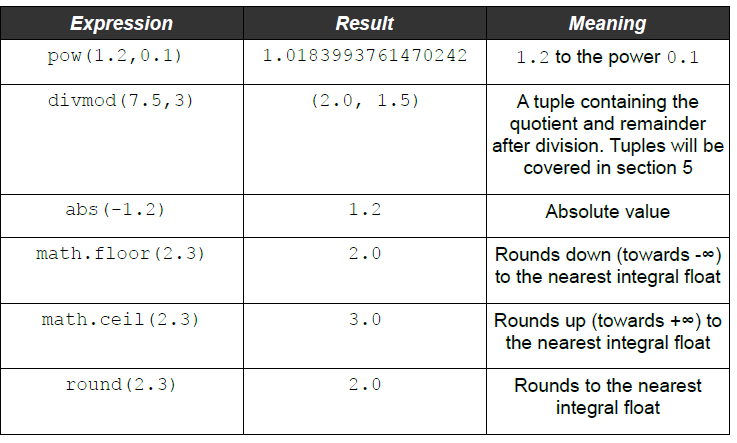 Expression Result Meaning
pow(1.2,0.1) 1.0183993761470242 1.2 to the power 0.1
divmod(7.5,3) (2.0, 1.5) A tuple containing the
quotient and remainder
after division. Tuples will be
covered in section 5
abs(-1.2) 1.2 Absolute value
math.floor(2.3) 2.0 Rounds down (towards -∞)
to the nearest integral float
math.ceil(2.3) 3.0 Rounds up (towards +∞) to
the nearest integral float
round(2.3) 2.0 Rounds to the nearest
integral float